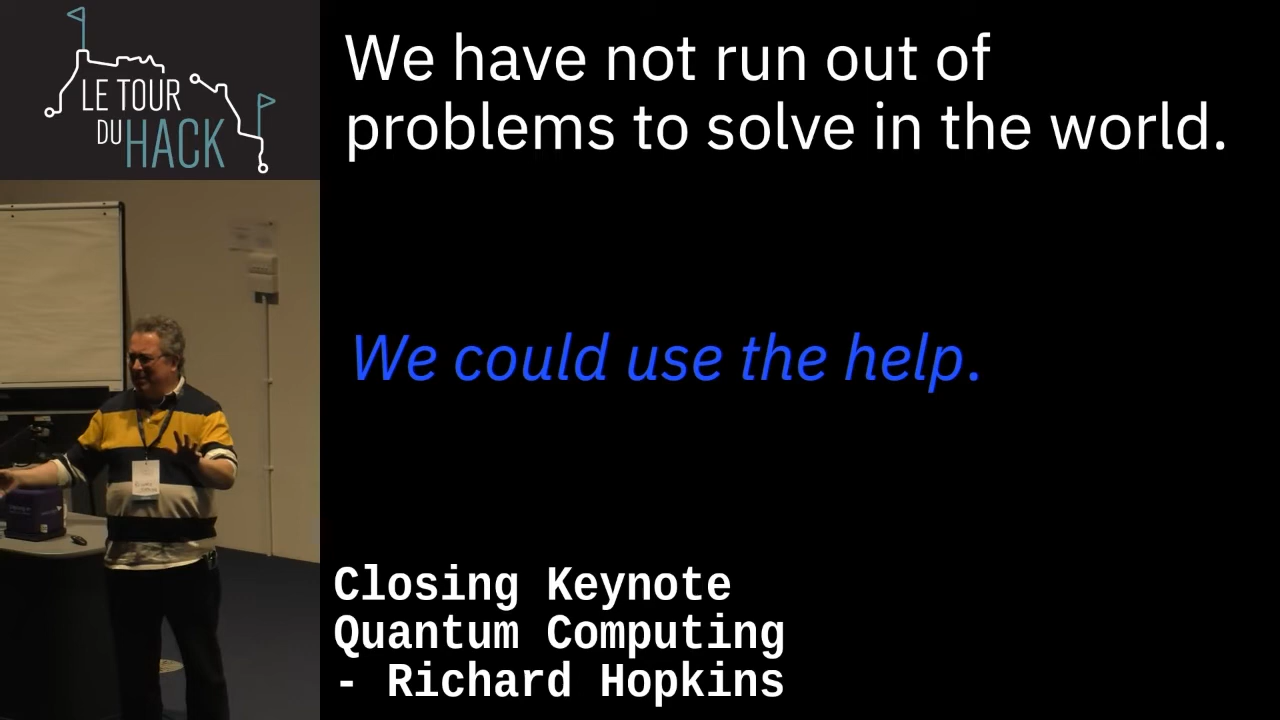 LE TOUR
DU HACK
We have not run out of
problems to solve in the world.
We could use the help.
Closing Keynote
Quantum Computing
- Richard Hopkins